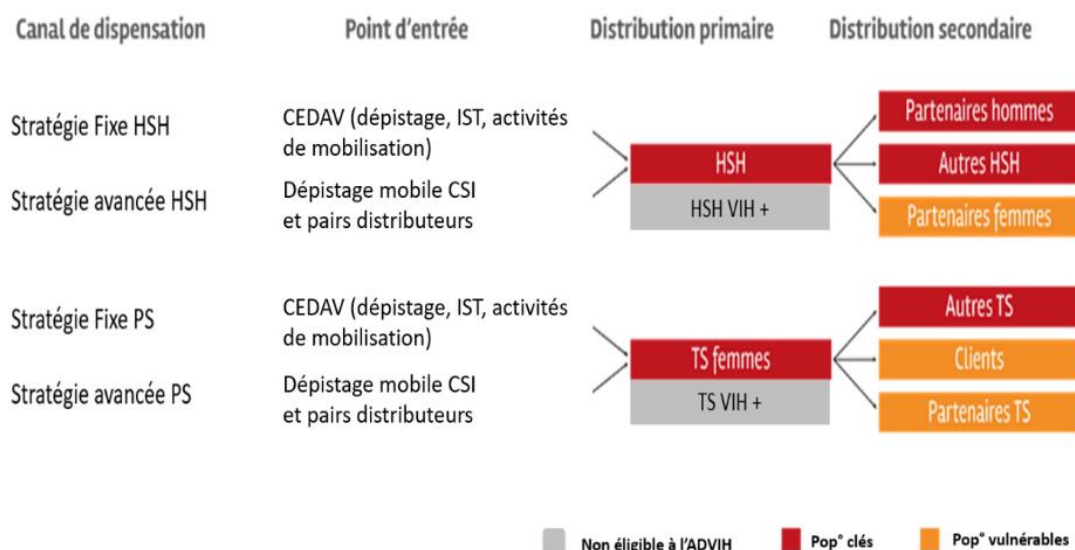 Canal de dispensation
Point d'entrée
Distribution primaire
Distribution secondaire
Stratégie Fixe HSH
CEDAV (dépistage, IST, activités
de mobilisation)
Stratégie avancée HSH
Dépistage mobile CSI
et pairs distributeurs
HSH
HSH VIH +
Partenaires hommes
Autres HSH
Partenaires femmes
Stratégie Fixe PS
CEDAV (dépistage, IST, activités
de mobilisation)
Stratégie avancée PS
Dépistage mobile CSI
et pairs distributeurs
TS femmes
TS VIH +
Autres TS
Clients
Partenaires TS
Non éligible à l'ADVIH
Pop° clés
Pop° vulnérables